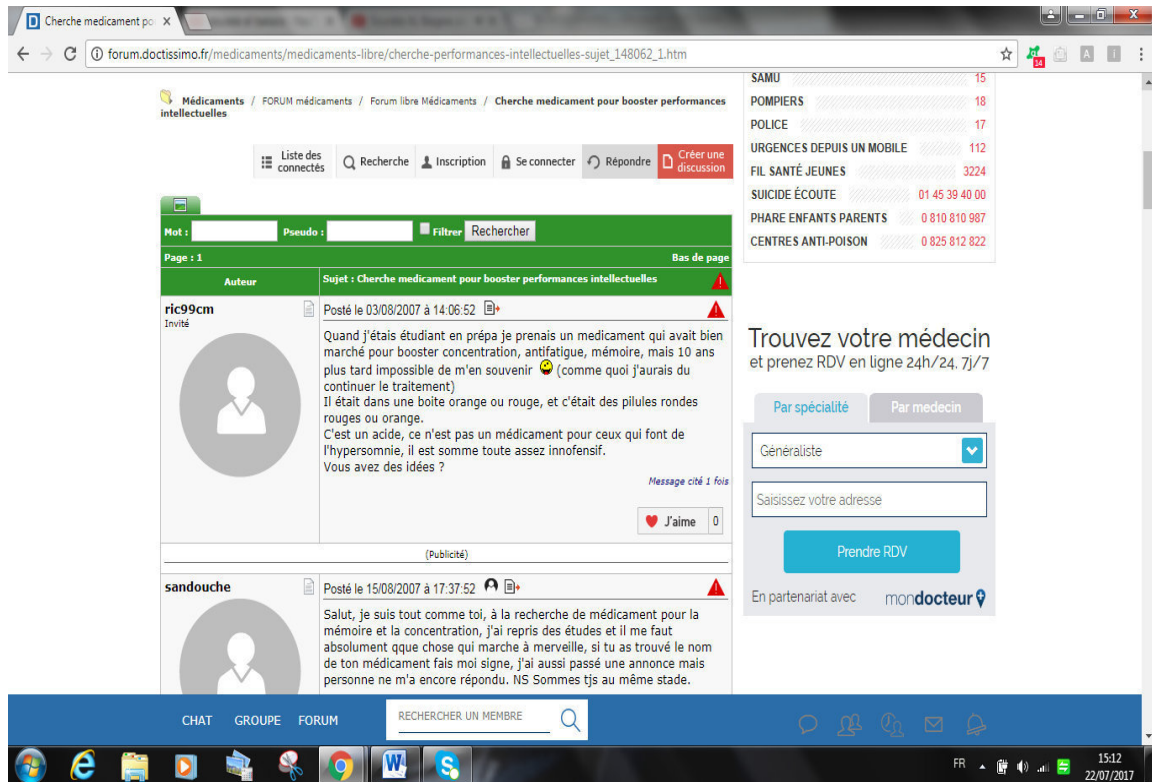 Cherche medicament po
forum.doctissimo.fr/medicaments/medicaments-libre/cherche-performances-intellectuelles-sujet_148062_1.htm
14
A
Médicaments / FORUM médicaments / Forum libre Médicaments / Cherche medicament pour booster performances
intellectuelles
Liste des
connectés
Recherche
Inscription
Se connecter
Répondre
Créer une
discussion
Mot :
Pseudo :
Filtrer
Rechercher
Page : 1
Bas de page
Auteur
Sujet : Cherche medicament pour booster performances intellectuelles
ric99cm
Invité
Posté le 03/08/2007 à 14:06:52
Quand j'étais étudiant en prépa je prenais un medicament qui avait bien
marché pour booster concentration, antifatigue, mémoire, mais 10 ans
plus tard impossible de m'en souvenir (comme quoi j'aurais du
continuer le traitement)
Il était dans une boite orange ou rouge, et c'était des pilules rondes
rouges ou orange.
C'est un acide, ce n'est pas un médicament pour ceux qui font de
l'hypersomnie, il est somme toute assez innofensif.
Vous avez des idées ?
Message cité 1 fois
J'aime 0
(Publicité)
sandouche
Posté le 15/08/2007 à 17:37:52
Salut, je suis tout comme toi, à la recherche de médicament pour la
mémoire et la concentration, j'ai repris des études et il me faut
absolument qque chose qui marche à merveille, si tu as trouvé le nom
de ton médicament fais moi signe, j'ai aussi passé une annonce mais
personne ne m'a encore répondu. NS Sommes tjs au même stade.
SAMU 15
POMPIERS 18
POLICE 17
URGENCES DEPUIS UN MOBILE 112
FIL SANTÉ JEUNES 3224
SUICIDE ÉCOUTE 01 45 39 40 00
PHARE ENFANTS PARENTS 0 810 810 987
CENTRES ANTI-POISON 0 825 812 822
Trouvez votre médecin
et prenez RDV en ligne 24h/24, 7j/7
Par spécialité
Par medecin
Généraliste
Saisissez votre adresse
Prendre RDV
En partenariat avec mondocteur
CHAT GROUPE FORUM
RECHERCHER UN MEMBRE
FR
15:12
22/07/2017